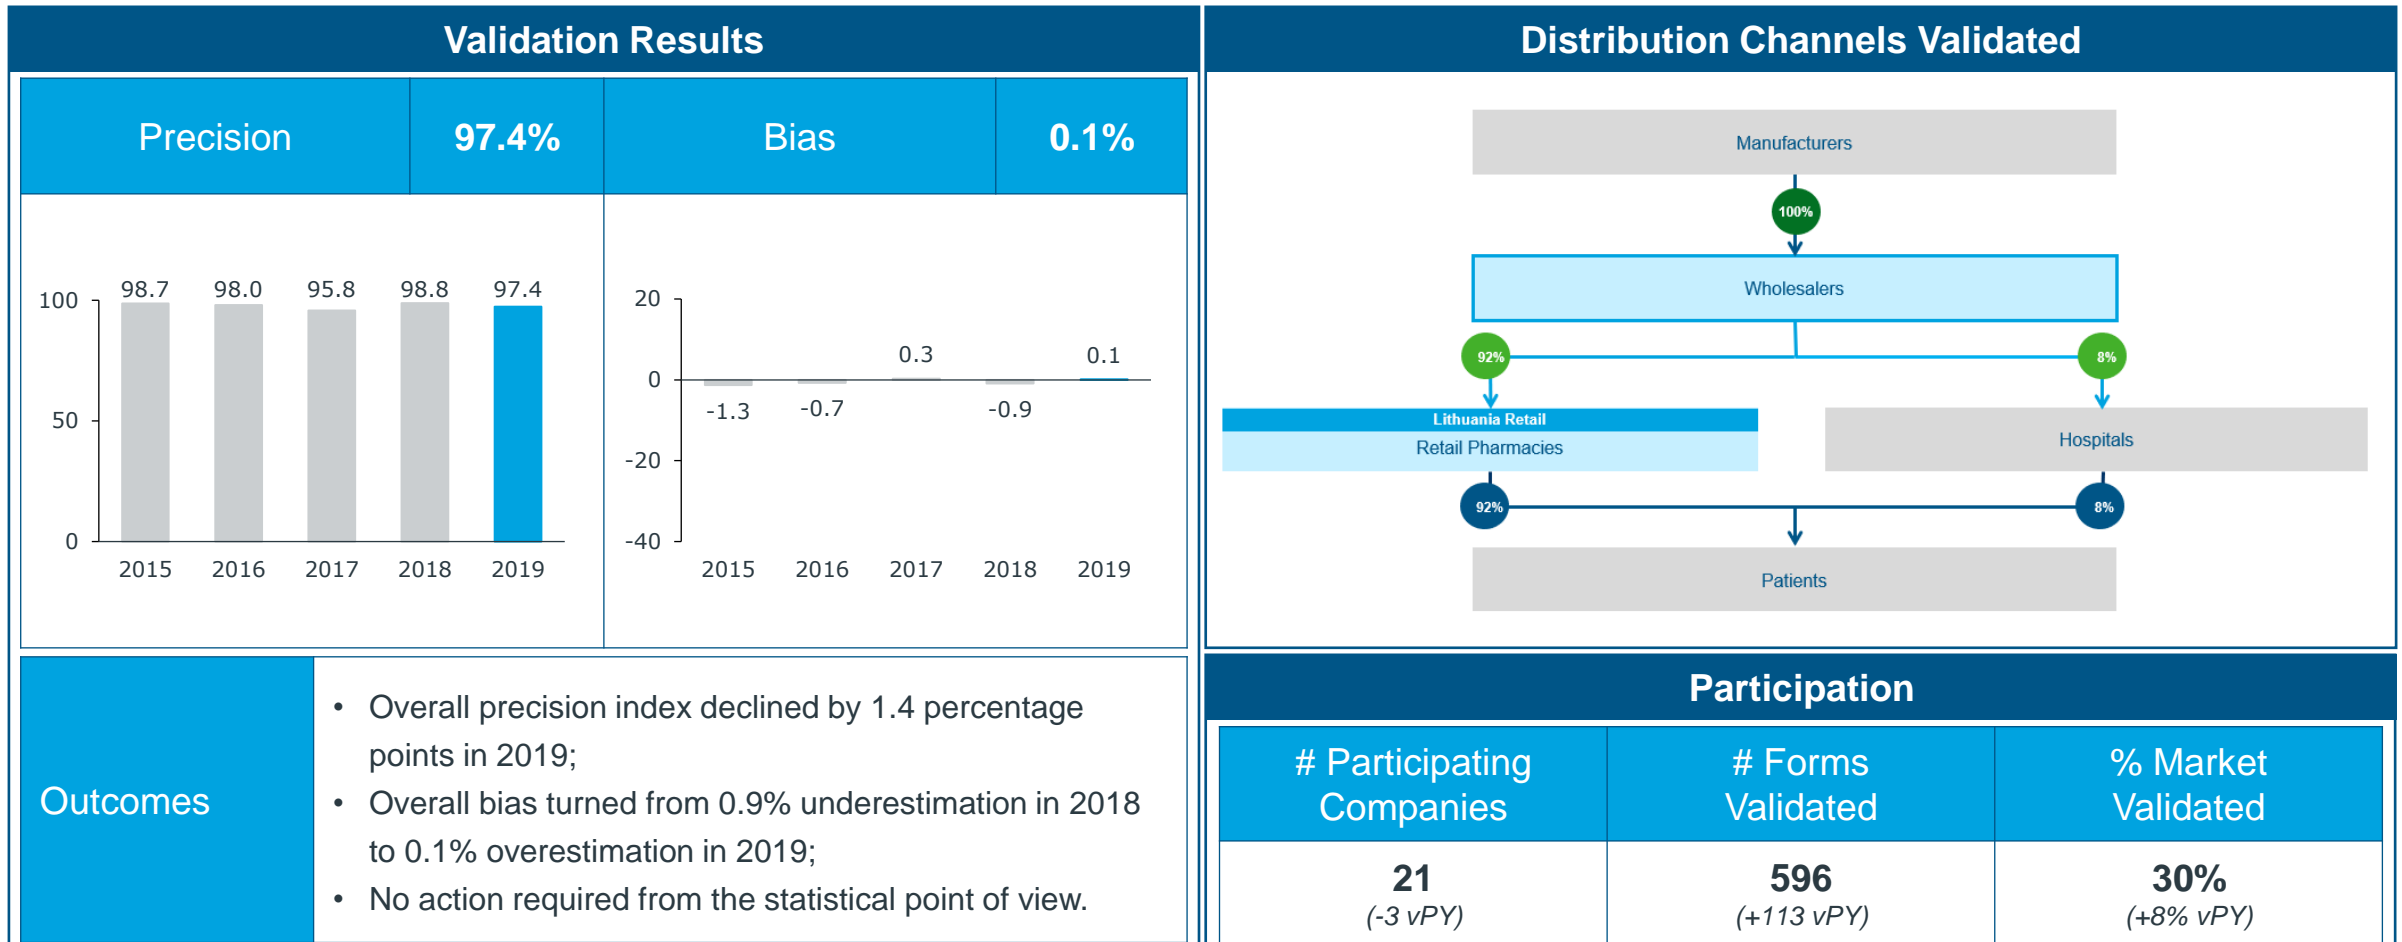 Validation Results
Precision
97.4%
Bias
0.1%
100
50
0
98.7
98.0
95.8
98.8
97.4
2015
2016
2017
2018
2019
20
0
-20
-40
-1.3
-0.7
0.3
-0.9
0.1
2015
2016
2017
2018
2019
Outcomes
• Overall precision index declined by 1.4 percentage
points in 2019;
• Overall bias turned from 0.9% underestimation in 2018
to 0.1% overestimation in 2019;
• No action required from the statistical point of view.
Distribution Channels Validated
Manufacturers
100%
Wholesalers
92%
8%
Lithuania Retail
Retail Pharmacies
Hospitals
92%
8%
Patients
Participation
# Participating
Companies
# Forms
Validated
% Market
Validated
21
(-3 vPY)
596
(+113 vPY)
30%
(+8% vPY)